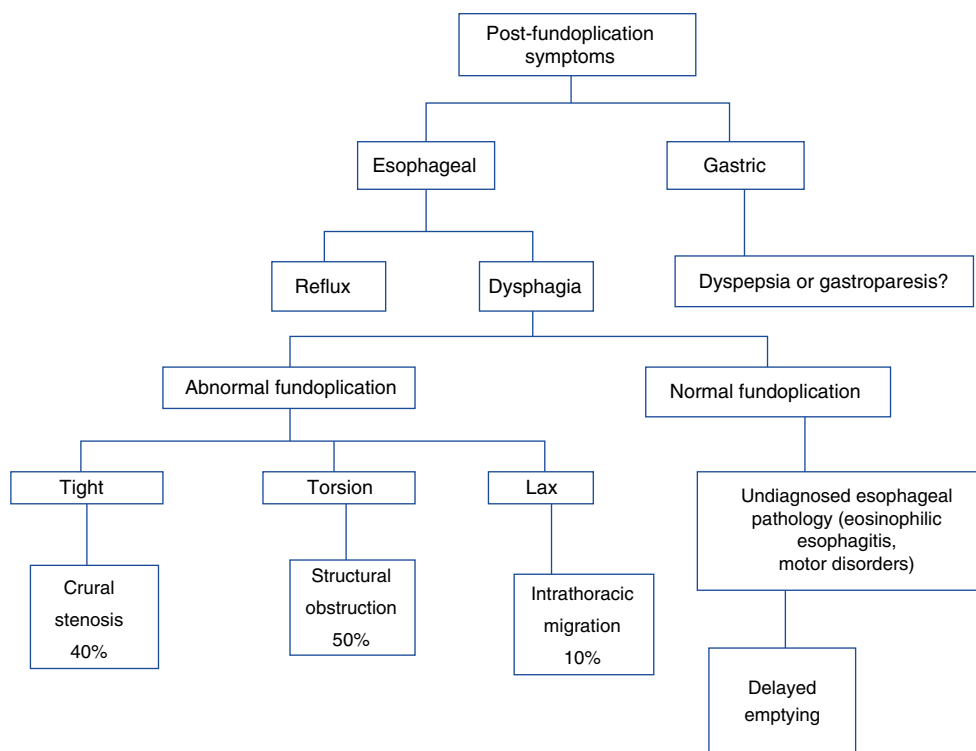 Post-fundoplication
symptoms
Esophageal
Gastric
Reflux
Dysphagia
Dyspepsia or gastroparesis?
Abnormal fundoplication
Normal fundoplication
Tight
Torsion
Lax
Undiagnosed esophageal
pathology (eosinophilic
esophagitis,
motor disorders)
Crural
stenosis
40%
Structural
obstruction
50%
Intrathoracic
migration
10%
Delayed
emptying